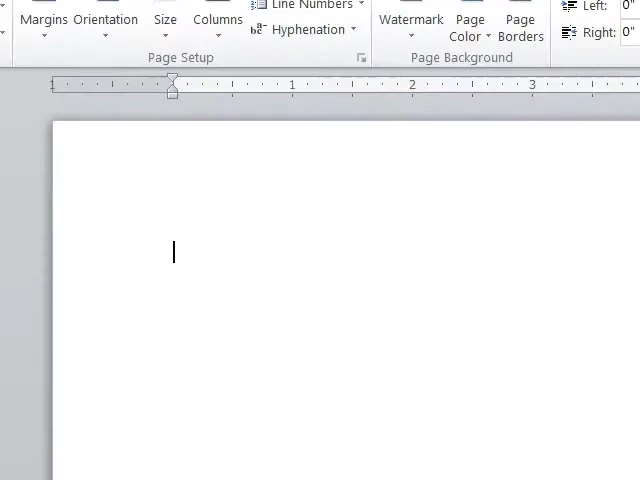 Margins Orientation Size Columns
Line Numbers
Hyphenation
Page Setup
Watermark Page Color Page Borders
Page Background
Left: 0"
Right: 0"
1 1 2 3